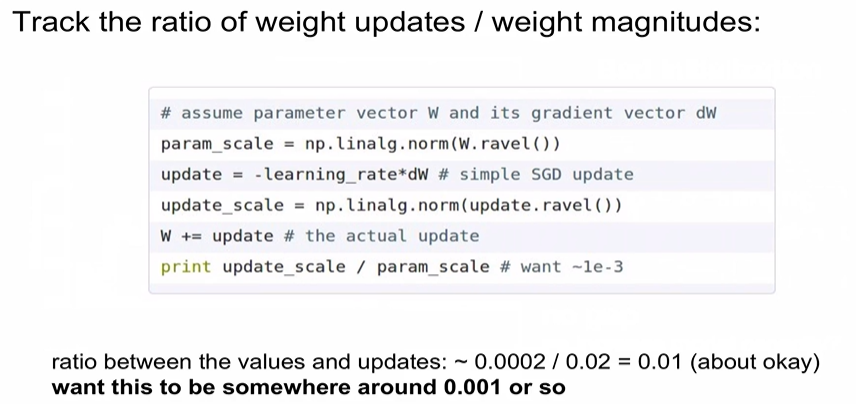 Track the ratio of weight updates / weight magnitudes:
# assume parameter vector W and its gradient vector dW
param_scale = np.linalg.norm(W.ravel())
update = -learning_rate*dW # simple SGD update
update_scale = np.linalg.norm(update.ravel())
W += update # the actual update
print update_scale / param_scale # want ~1e-3
ratio between the values and updates: ~ 0.0002 / 0.02 = 0.01 (about okay)
want this to be somewhere around 0.001 or so